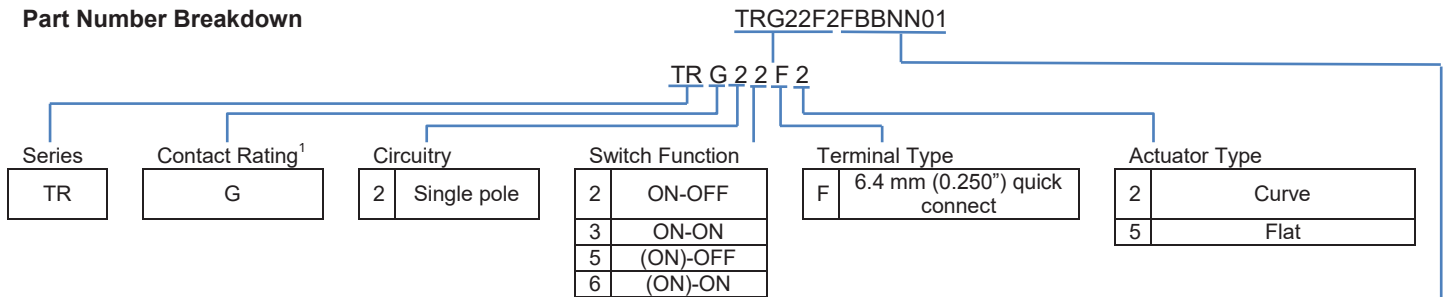 Part Number Breakdown
TRG22F2FBBNN01
TR G 2 2 F 2
Series
TR
Contact Rating1
G
Circuitry
2 Single pole
Switch Function
2 ON-OFF
3 ON-ON
5 (ON)-OFF
6 (ON)-ON
Terminal Type
F 6.4 mm (0.250”) quick
connect
Actuator Type
2 Curve
5 Flat